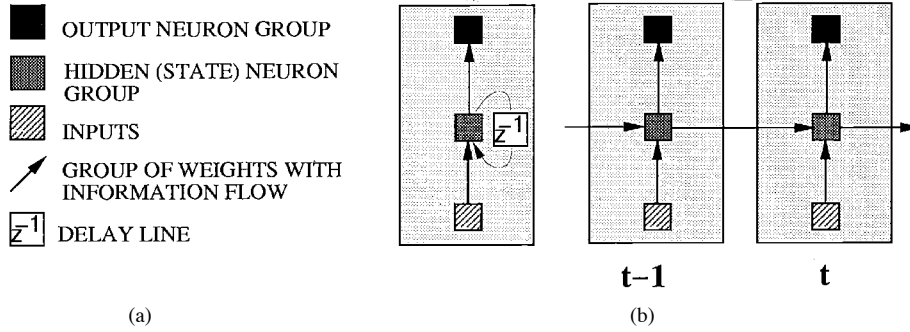 OUTPUT NEURON GROUP
HIDDEN (STATE) NEURON
GROUP
INPUTS
GROUP OF WEIGHTS WITH
INFORMATION FLOW
z⁻¹ DELAY LINE
z⁻¹
t–1
t
(a)
(b)